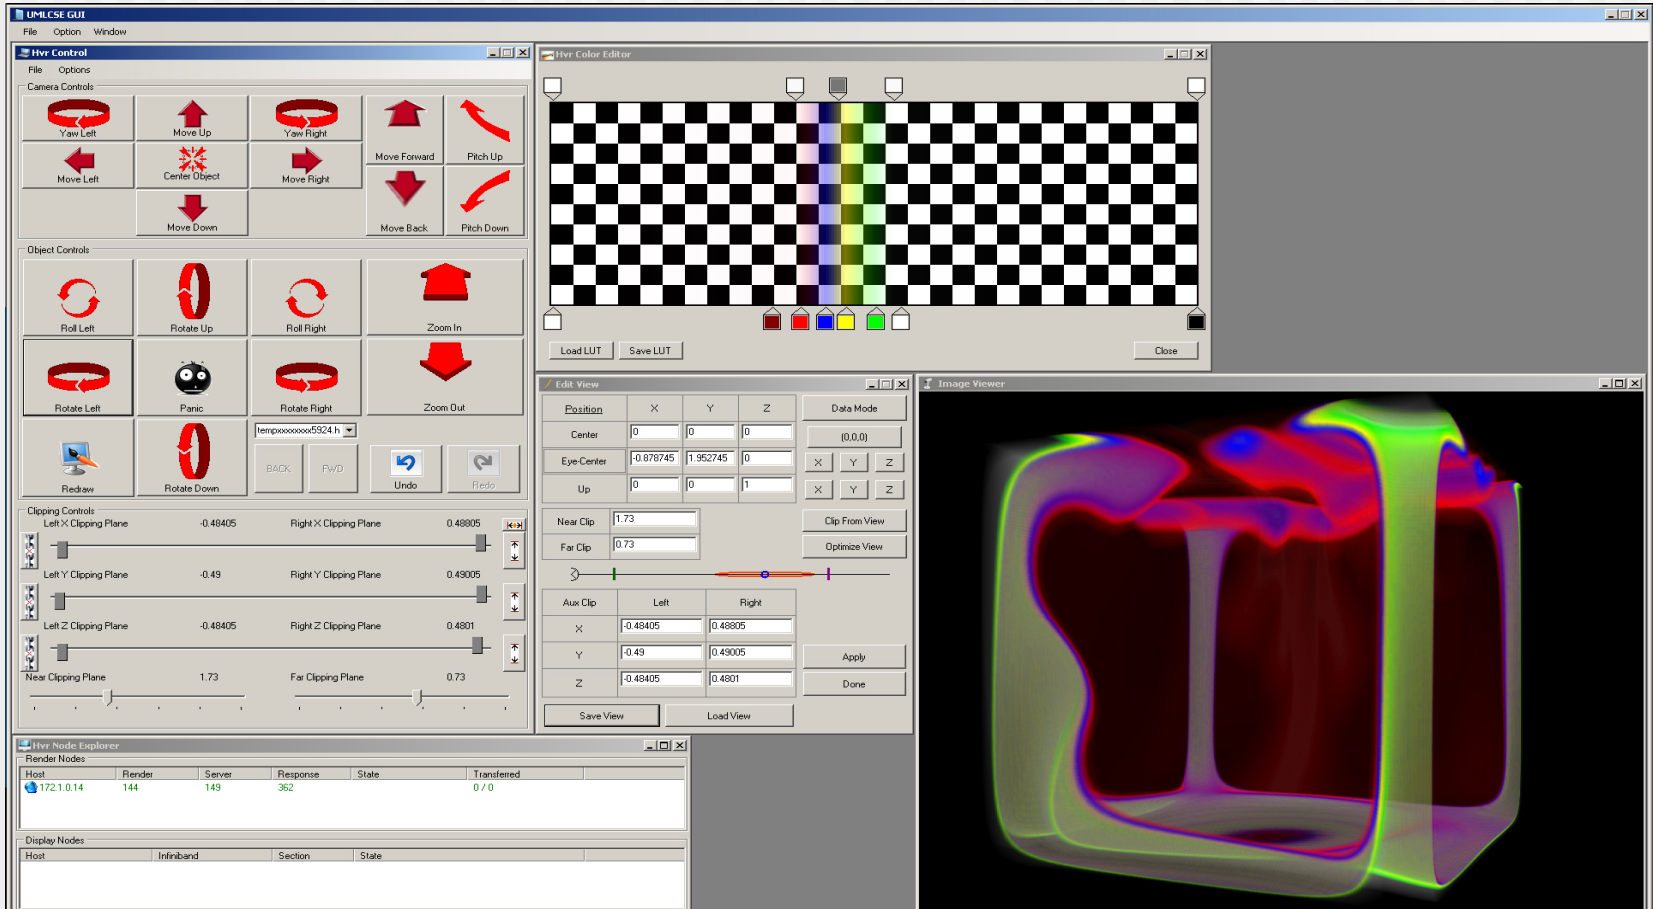 UMLCSE GUI
File Option Window
Hvr Control
File Options
Camera Controls
Yaw Left Move Up Yaw Right Move Forward Pitch Up
Move Left Center Object Move Right
Move Down Move Back Pitch Down
Object Controls
Roll Left Rotate Up Roll Right Zoom In
Rotate Left Panic Rotate Right Zoom Out
tempxxxxxxxx5924.h
Redraw Rotate Down BACK FWD Undo Redo
Clipping Controls
Left X Clipping Plane -0.48405 Right X Clipping Plane 0.48805
Left Y Clipping Plane -0.49 Right Y Clipping Plane 0.49005
Left Z Clipping Plane -0.48405 Right Z Clipping Plane 0.4801
Near Clipping Plane 1.73 Far Clipping Plane 0.73
Hvr Color Editor
Load LUT Save LUT Close
Edit View
Position X Y Z Data Mode
Center 0 0 0 (0,0,0)
Eye-Center -0.878745 1.952745 0 X Y Z
Up 0 0 1 X Y Z
Near Clip 1.73 Clip From View
Far Clip 0.73 Optimize View
Aux Clip Left Right
X -0.48405 0.48805
Y -0.49 0.49005 Apply
Z -0.48405 0.4801 Done
Save View Load View
Image Viewer
Hvr Node Explorer
Render Nodes
Host Render Server Response State Transferred
172.1.0.14 144 149 362 0 / 0
Display Nodes
Host Infiniband Section State